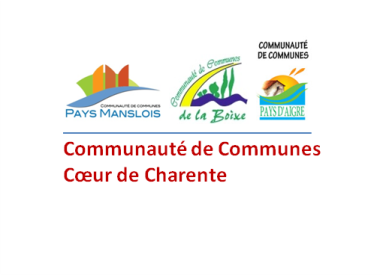 COMMUNAUTÉ DE COMMUNES
PAYS MANSLOIS
Communauté de Communes
de la Boixe
COMMUNAUTÉ
DE COMMUNES
PAYS D'AIGRE
Communauté de Communes
Cœur de Charente